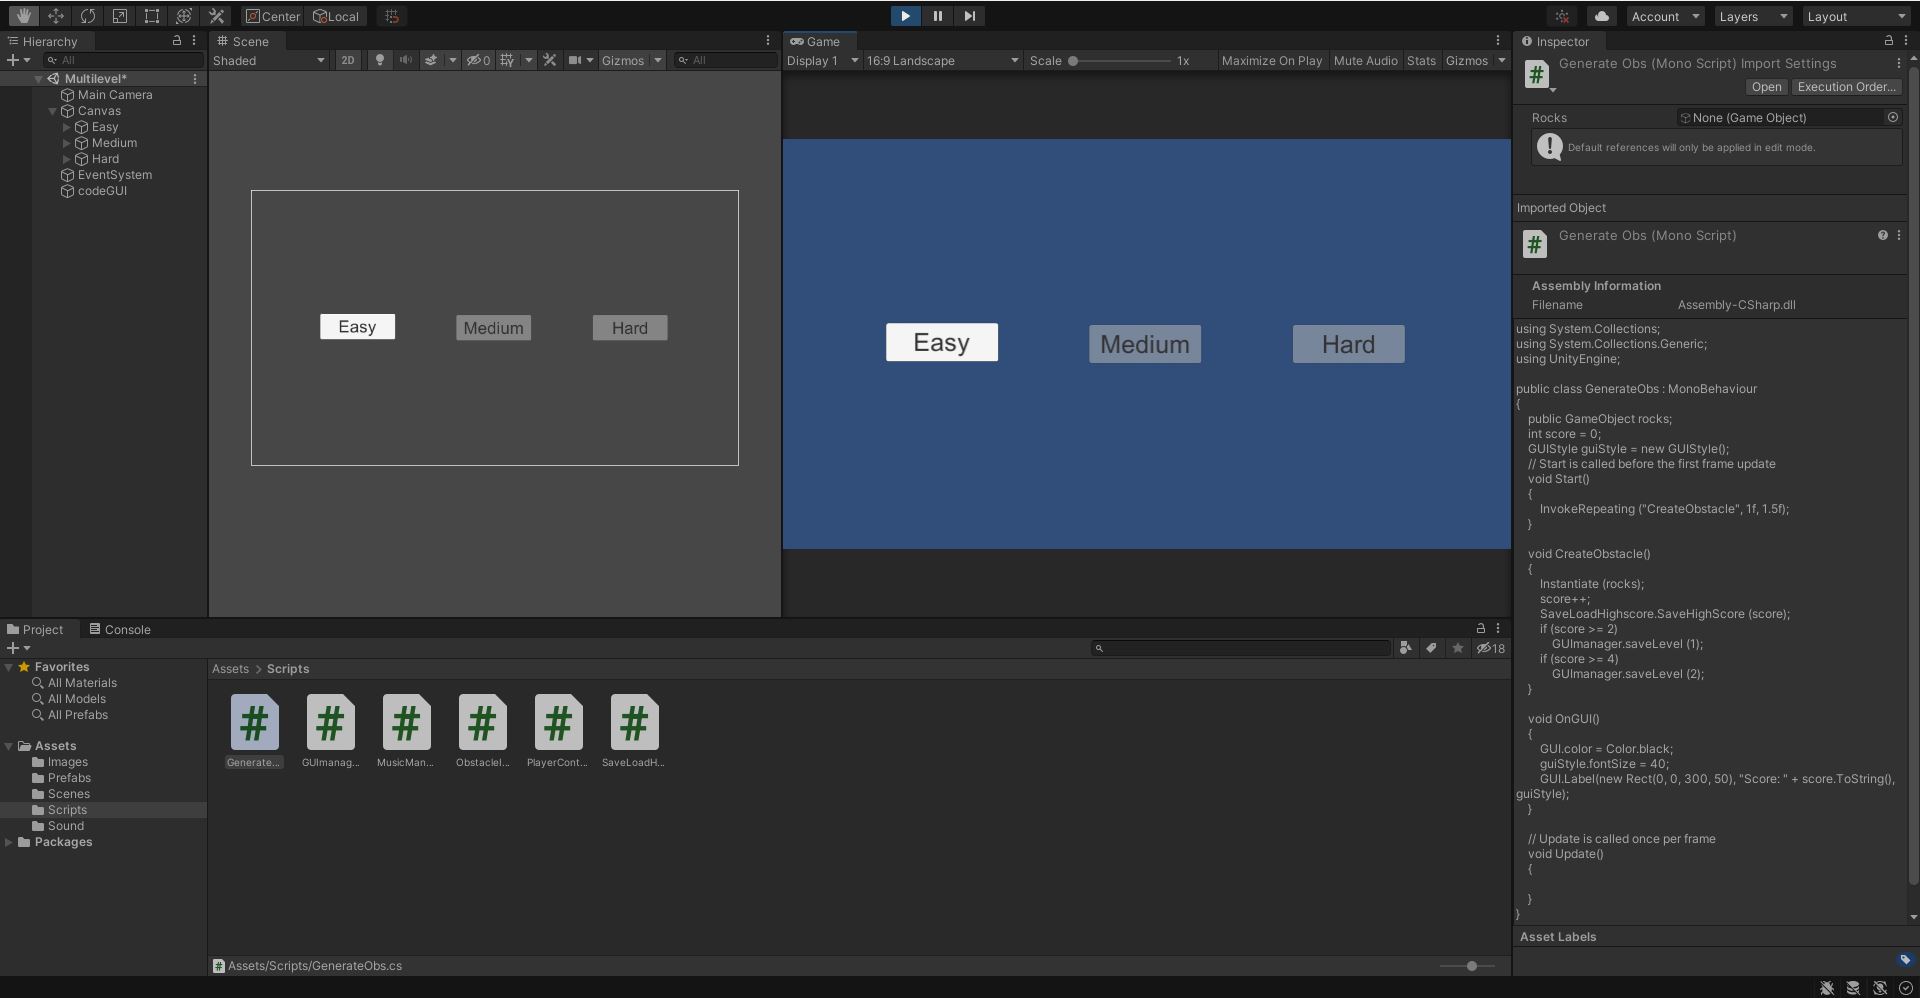 Center
Local
Account
Layers
Layout
Hierarchy
All
Multilevel*
Main Camera
Canvas
Easy
Medium
Hard
EventSystem
codeGUI
Scene
Shaded
2D
0
Gizmos
All
Easy
Medium
Hard
Game
Display 1
16:9 Landscape
Scale
1x
Maximize On Play
Mute Audio
Stats
Gizmos
Easy
Medium
Hard
Inspector
Generate Obs (Mono Script) Import Settings
Open
Execution Order...
Rocks
None (Game Object)
Default references will only be applied in edit mode.
Imported Object
Generate Obs (Mono Script)
Assembly Information
Filename
Assembly-CSharp.dll
using System.Collections;
using System.Collections.Generic;
using UnityEngine;
public class GenerateObs : MonoBehaviour
{
public GameObject rocks;
int score = 0;
GUIStyle guiStyle = new GUIStyle();
// Start is called before the first frame update
void Start()
{
InvokeRepeating ("CreateObstacle", 1f, 1.5f);
}
void CreateObstacle()
{
Instantiate (rocks);
score++;
SaveLoadHighscore.SaveHighScore (score);
if (score >= 2)
GUImanager.saveLevel (1);
if (score >= 4)
GUImanager.saveLevel (2);
}
void OnGUI()
{
GUI.color = Color.black;
guiStyle.fontSize = 40;
GUI.Label(new Rect(0, 0, 300, 50), "Score: " + score.ToString(),
guiStyle);
}
// Update is called once per frame
void Update()
{
}
}
Asset Labels
Project
Console
18
Favorites
All Materials
All Models
All Prefabs
Assets
Images
Prefabs
Scenes
Scripts
Sound
Packages
Assets > Scripts
Generate...
GUImanag...
MusicMan...
ObstacleI...
PlayerCont...
SaveLoadH...
Assets/Scripts/GenerateObs.cs